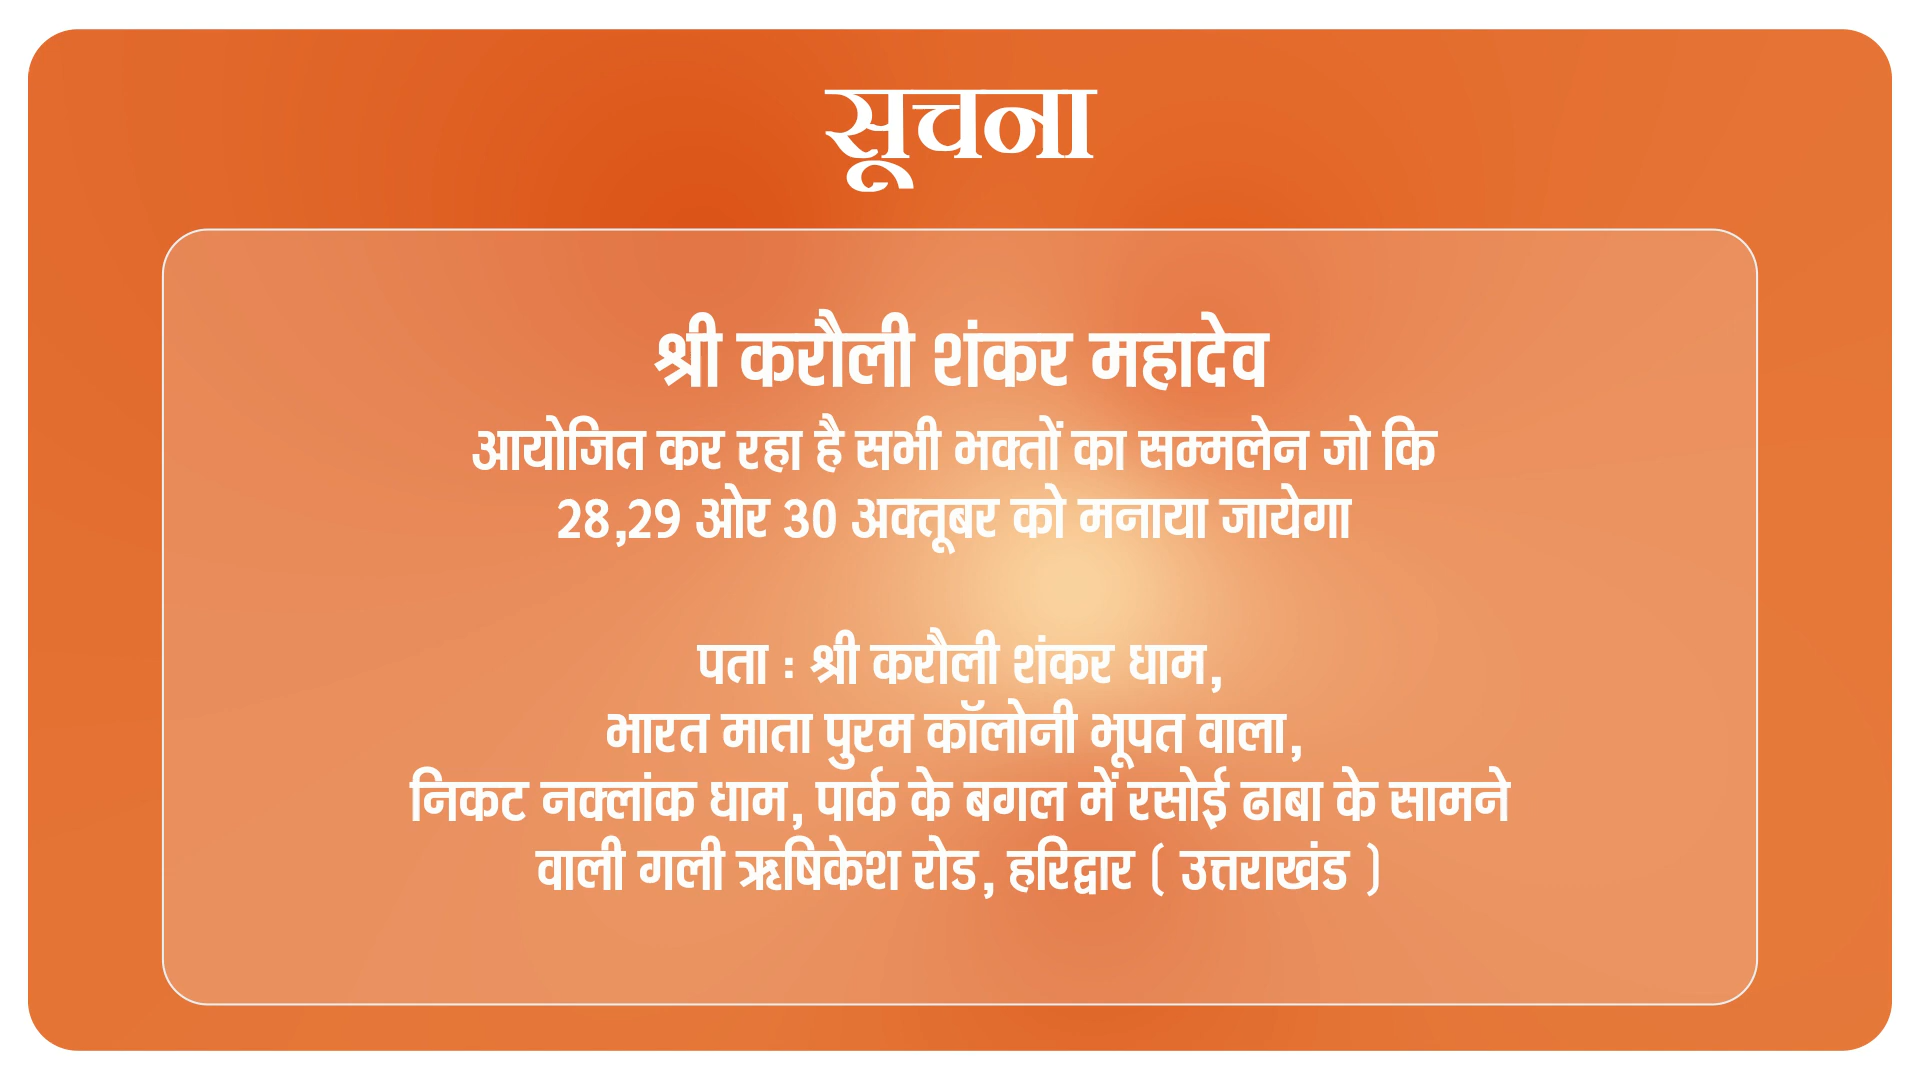 सूचना
श्री करौली शंकर महादेव
आयोजित कर रहा है सभी भक्तों का सम्मलेन जो कि
28,29 ओर 30 अक्तूबर को मनाया जायेगा
पता : श्री करौली शंकर धाम,
भारत माता पुरम कॉलोनी भूपत वाला,
निकट नक्लांक धाम, पार्क के बगल में रसोई ढाबा के सामने
वाली गली ऋषिकेश रोड, हरिद्वार ( उत्तराखंड )